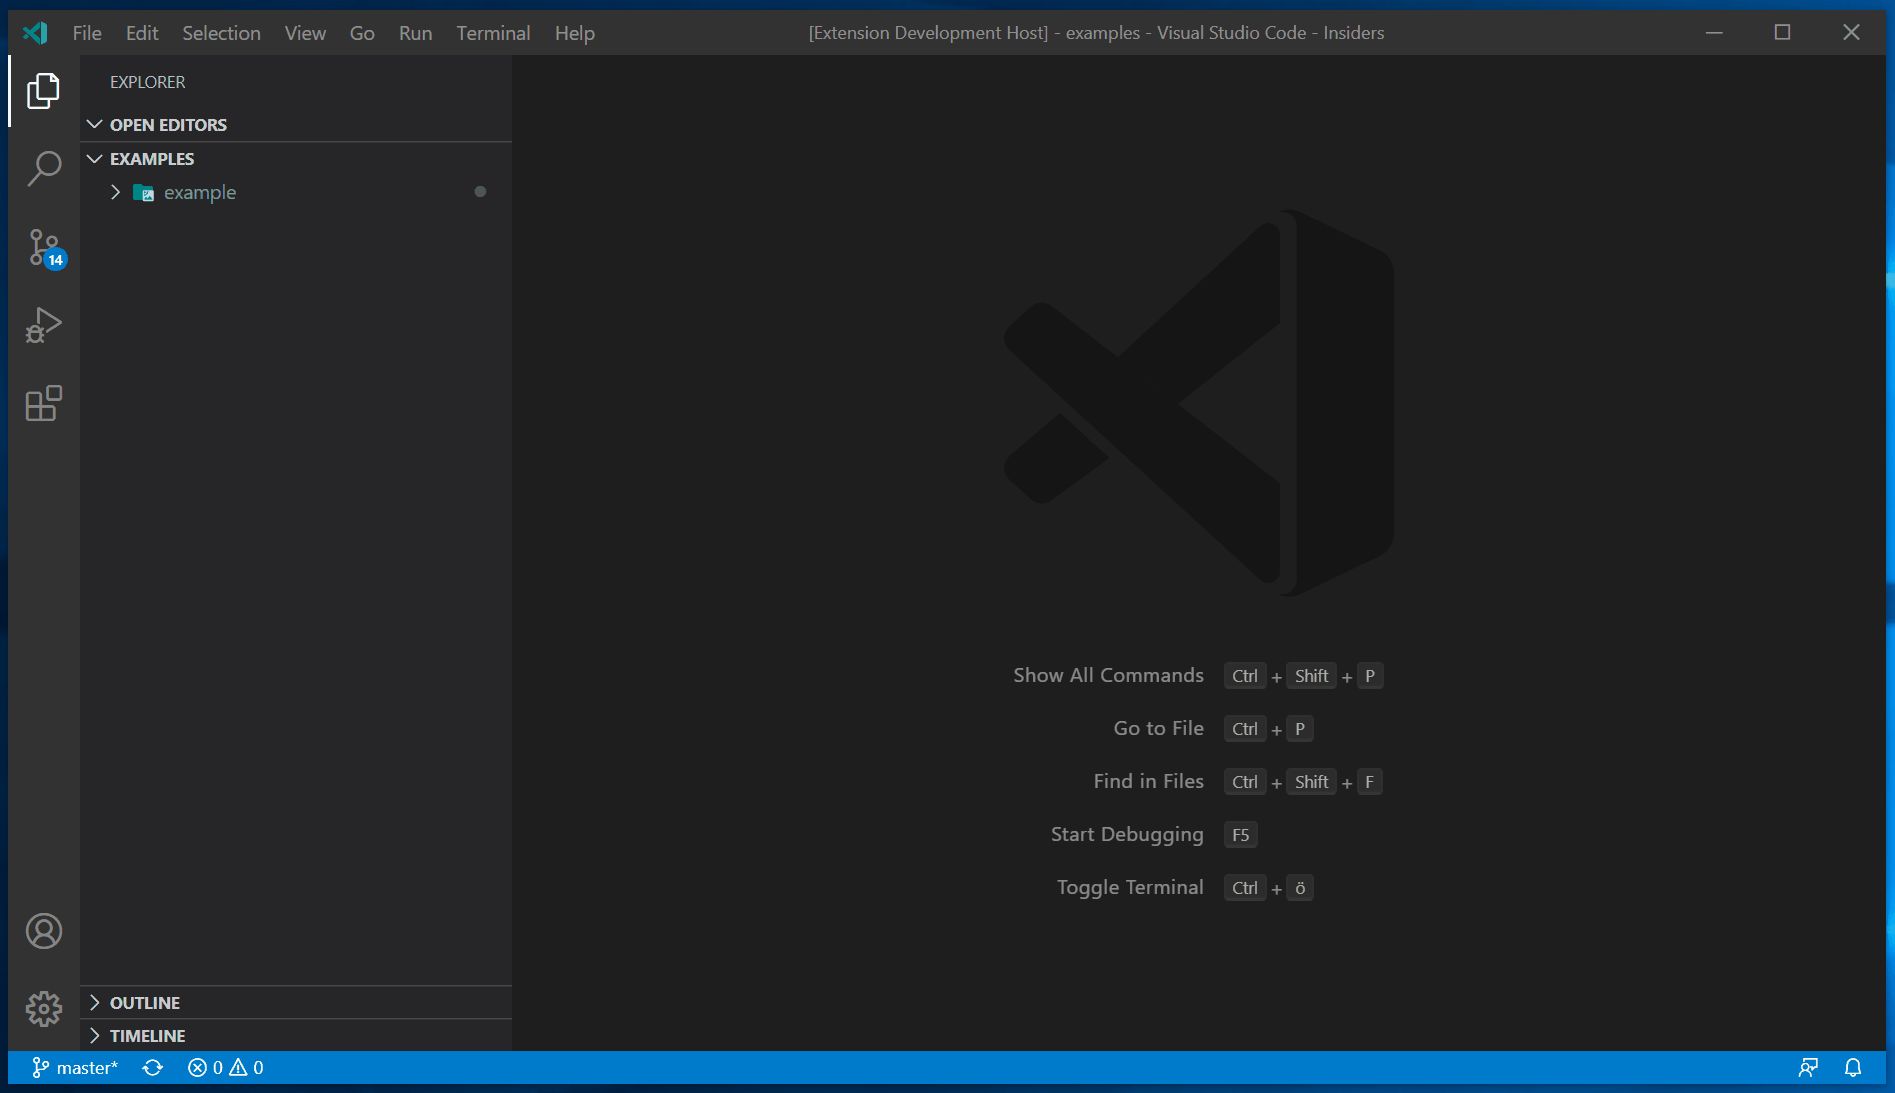 File Edit Selection View Go Run Terminal Help [Extension Development Host] - examples - Visual Studio Code - Insiders
EXPLORER
OPEN EDITORS
EXAMPLES
example
14
Show All Commands Ctrl + Shift + P
Go to File Ctrl + P
Find in Files Ctrl + Shift + F
Start Debugging F5
Toggle Terminal Ctrl + ö
OUTLINE
TIMELINE
master* 0 0